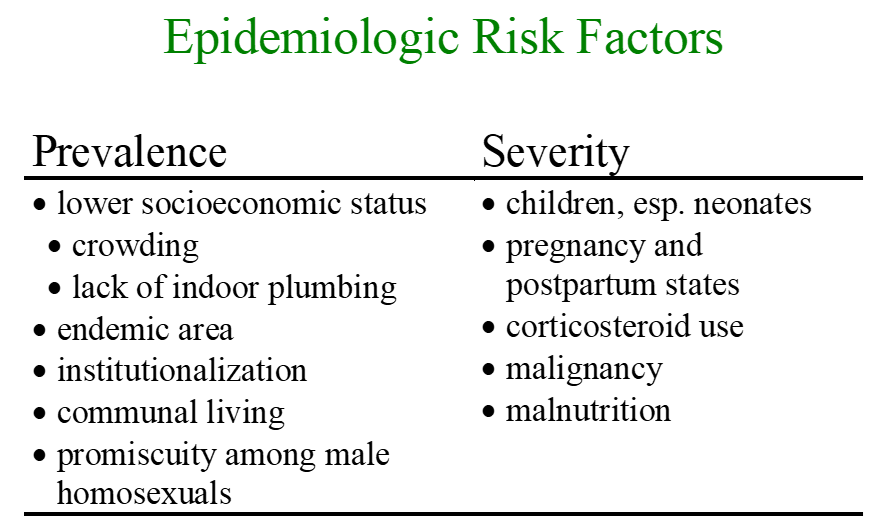 Epidemiologic Risk Factors
Prevalence
• lower socioeconomic status
• crowding
• lack of indoor plumbing
• endemic area
• institutionalization
• communal living
• promiscuity among male
homosexuals
Severity
• children, esp. neonates
• pregnancy and
postpartum states
• corticosteroid use
• malignancy
• malnutrition